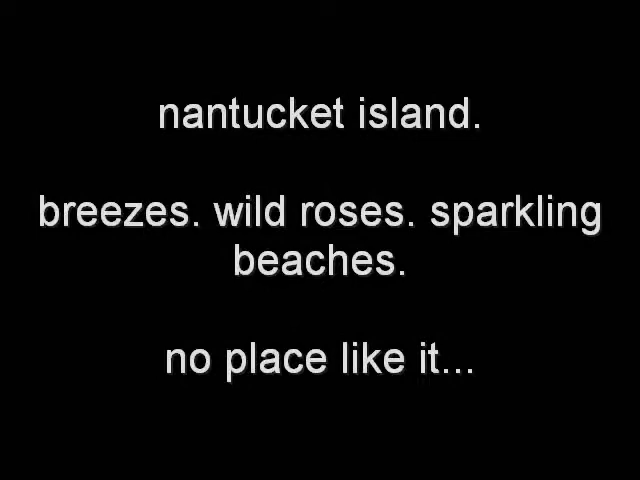 nantucket island.
breezes. wild roses. sparkling
beaches.
no place like it...